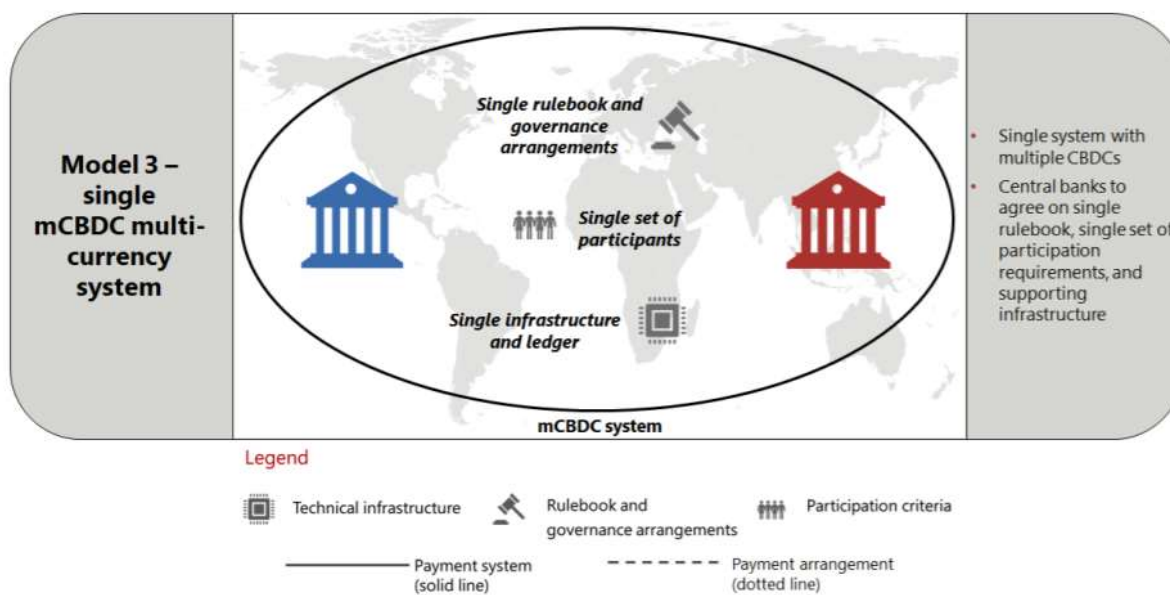 Model 3 –
single
mCBDC multi-
currency
system
Single rulebook and
governance
arrangements
Single set of
participants
Single infrastructure
and ledger
mCBDC system
• Single system with
multiple CBDCs
• Central banks to
agree on single
rulebook, single set of
participation
requirements, and
supporting
infrastructure
Legend
Technical infrastructure
Rulebook and
governance arrangements
Participation criteria
Payment system
(solid line)
Payment arrangement
(dotted line)